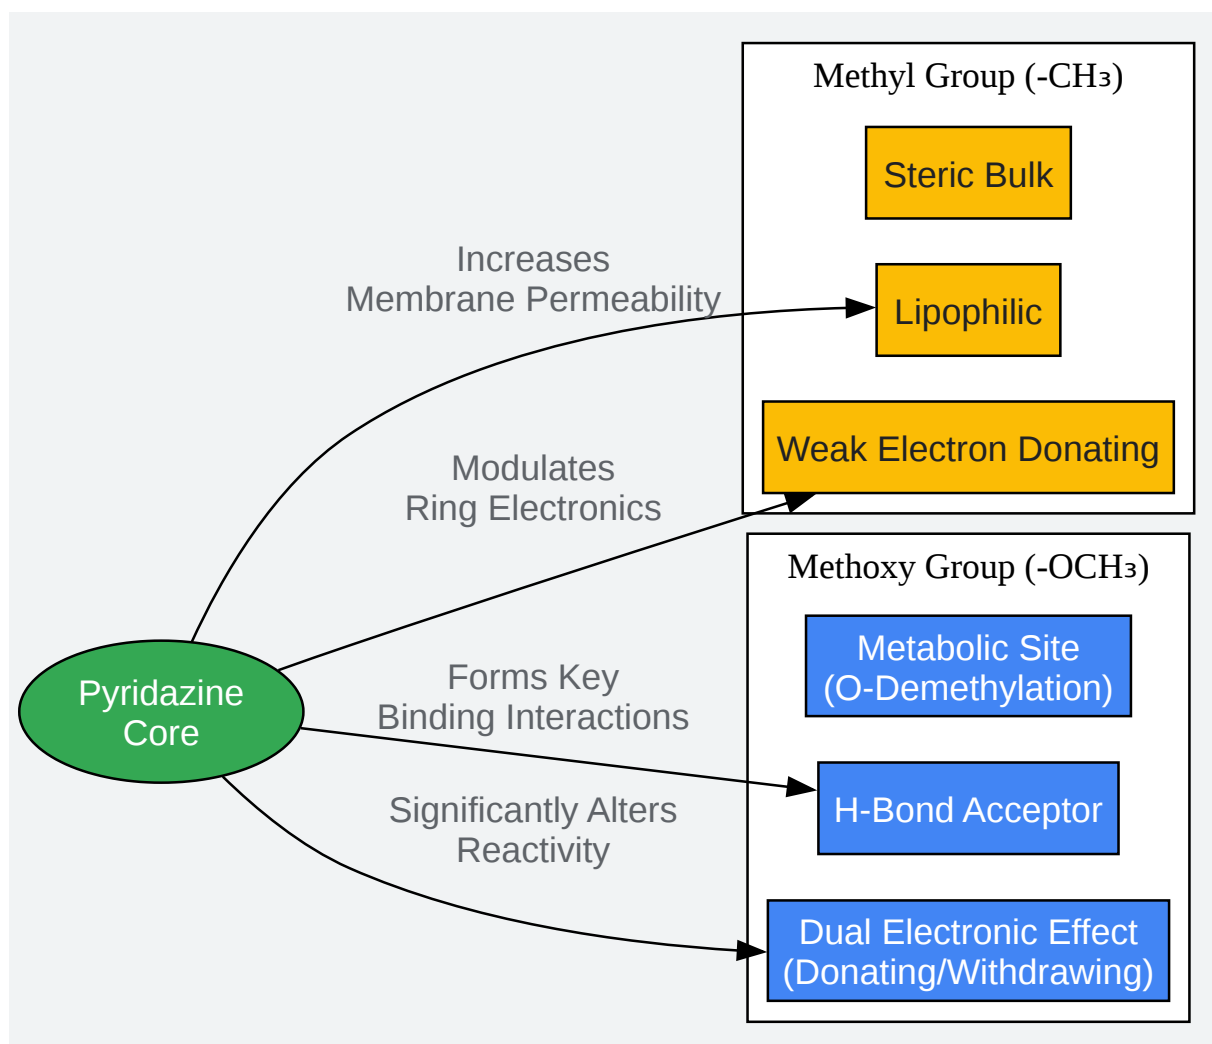 Methyl Group (-CH₃)
Steric Bulk
Increases
Membrane Permeability
Lipophilic
Weak Electron Donating
Modulates
Ring Electronics
Methoxy Group (-OCH₃)
Metabolic Site
(O-Demethylation)
Pyridazine
Core
Forms Key
Binding Interactions
H-Bond Acceptor
Significantly Alters
Reactivity
Dual Electronic Effect
(Donating/Withdrawing)